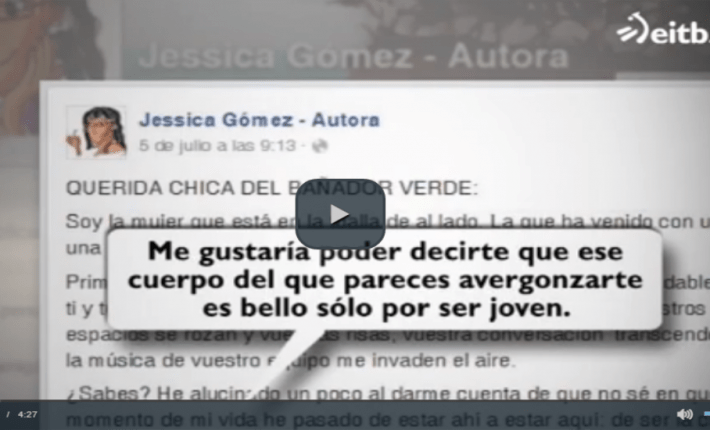 eitb.
Jessica Gómez - Autora
Jessica Gómez - Autora
5 de julio a las 9:13 ·
QUERIDA CHICA DEL BAÑADOR VERDE:
Soy la mujer que está en la toalla de al lado. La que ha venido con
una
Me gustaría poder decirte que ese
cuerpo del que pareces avergonzarte
es bello sólo por ser joven.
Prim
ti y t
espacios se rozan y vuestras risas, vuestra conversación
la música de vuestro equipo me invaden el aire.
¿Sabes? He alucinado un poco al darme cuenta de que no sé en qu
momento de mi vida he pasado de estar ahí a estar aquí: de ser
/ 4:27